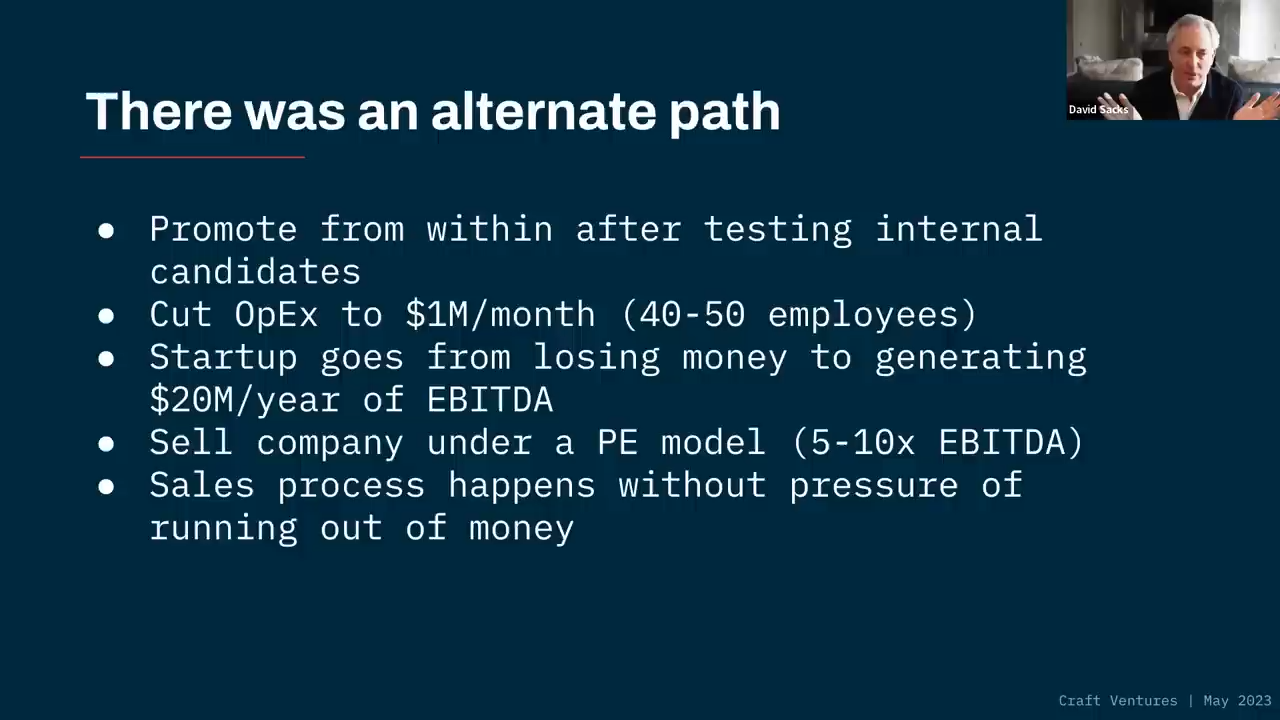 David Sacks
There was an alternate path
● Promote from within after testing internal
candidates
● Cut OpEx to $1M/month (40-50 employees)
● Startup goes from losing money to generating
$20M/year of EBITDA
● Sell company under a PE model (5-10x EBITDA)
● Sales process happens without pressure of
running out of money
Craft Ventures | May 2023